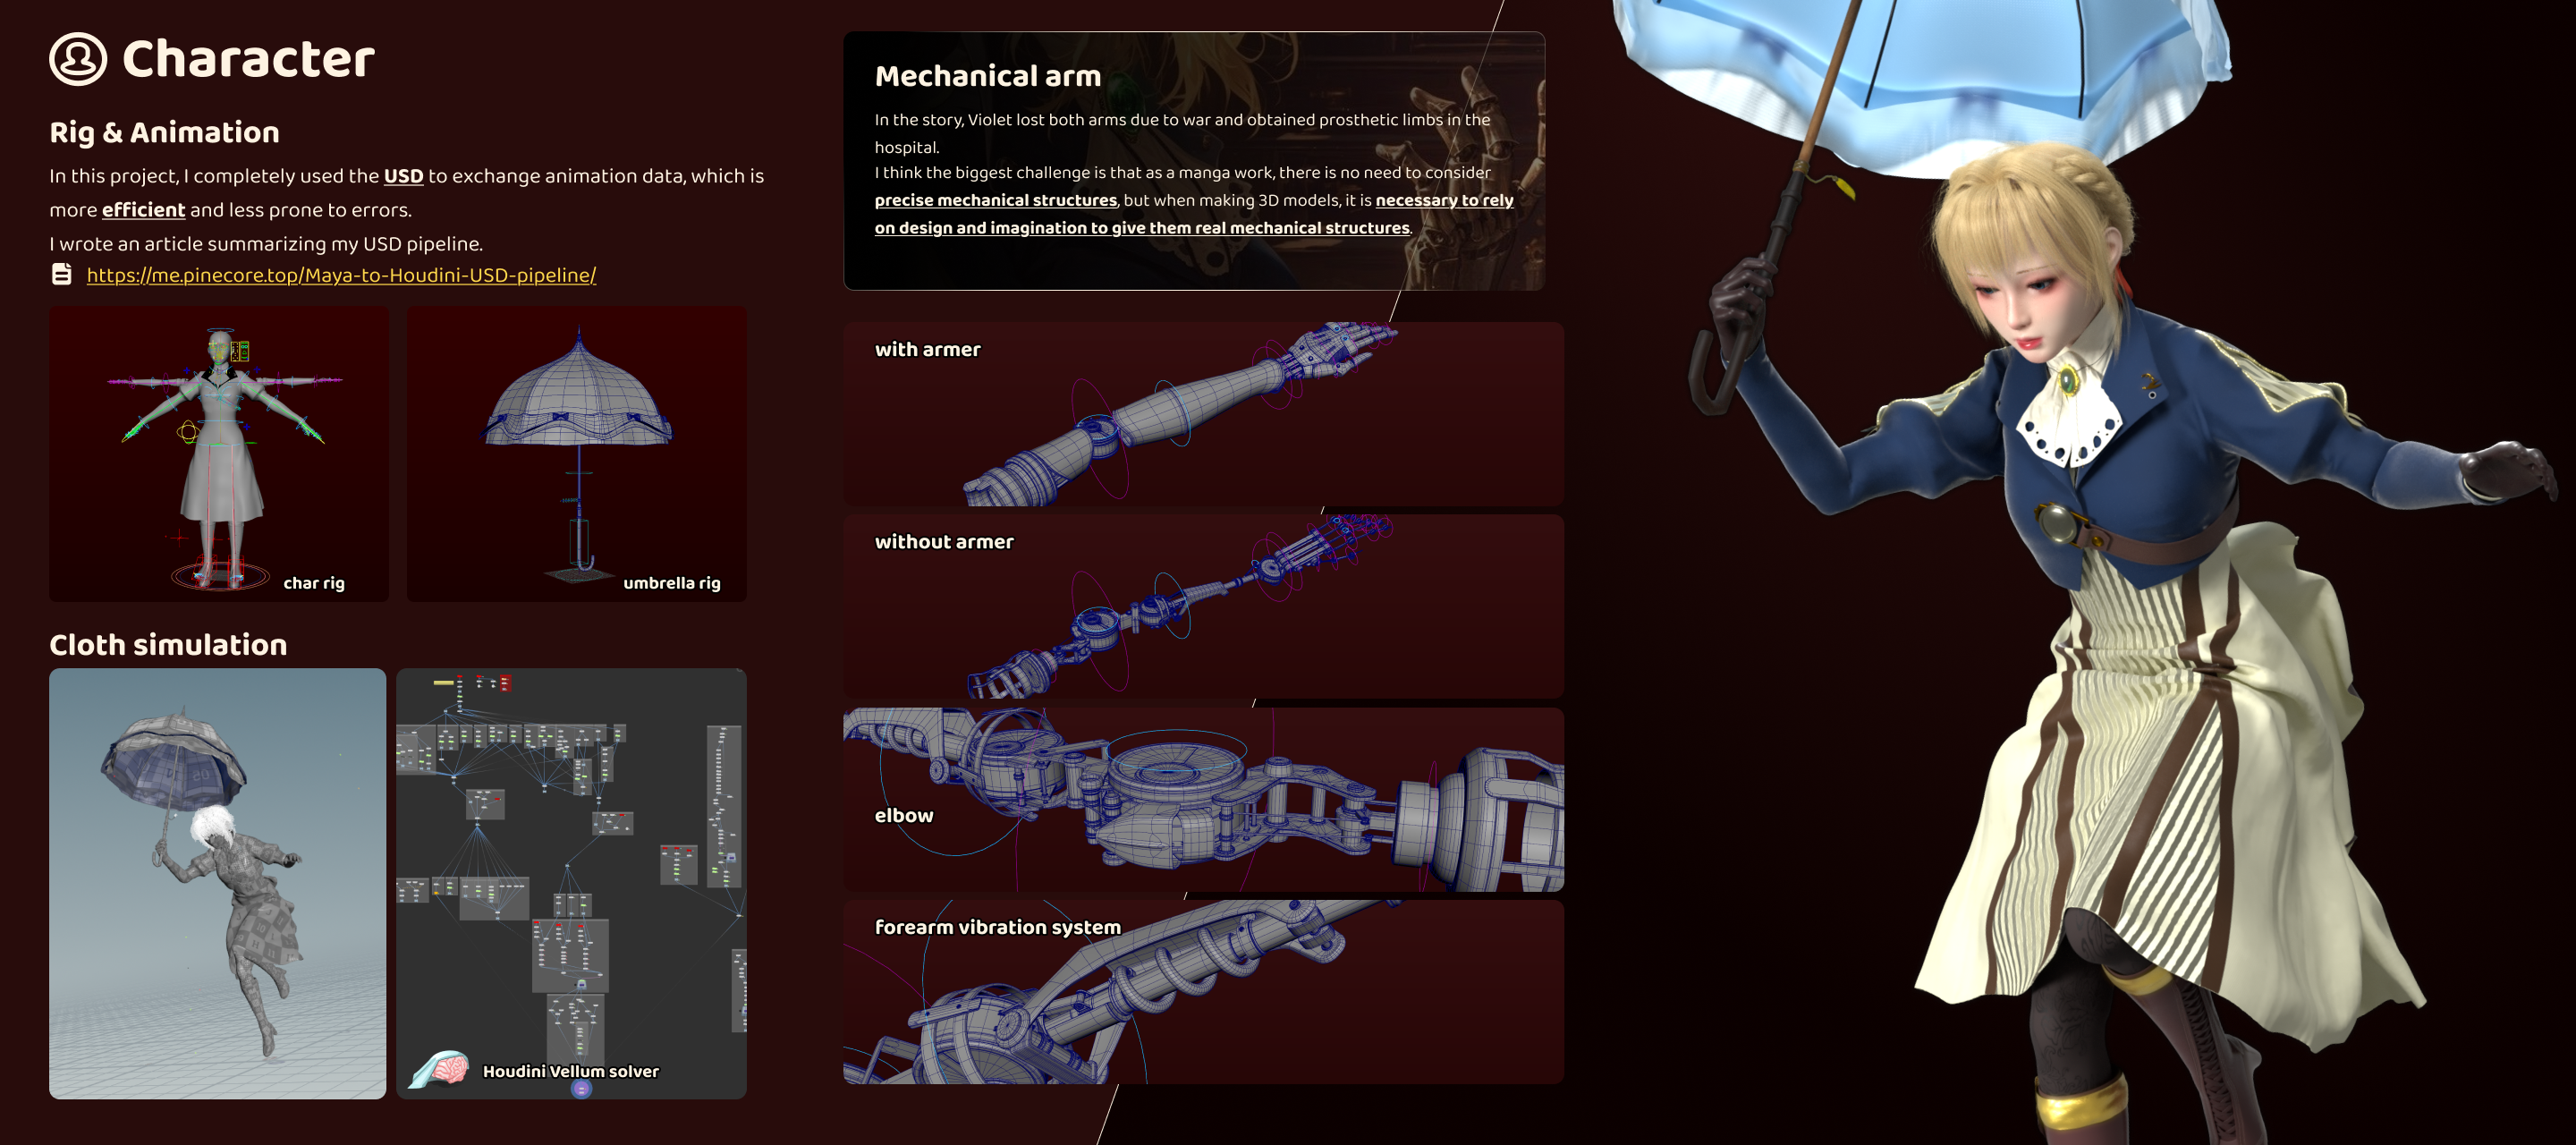 Character
Rig & Animation
In this project, I completely used the USD to exchange animation data, which is
more efficient and less prone to errors.
I wrote an article summarizing my USD pipeline.
https://me.pinecore.top/Maya-to-Houdini-USD-pipeline/
char rig
umbrella rig
Cloth simulation
Houdini Vellum solver
Mechanical arm
In the story, Violet lost both arms due to war and obtained prosthetic limbs in the
hospital.
I think the biggest challenge is that as a manga work, there is no need to consider
precise mechanical structures, but when making 3D models, it is necessary to rely
on design and imagination to give them real mechanical structures.
with armer
without armer
elbow
forearm vibration system